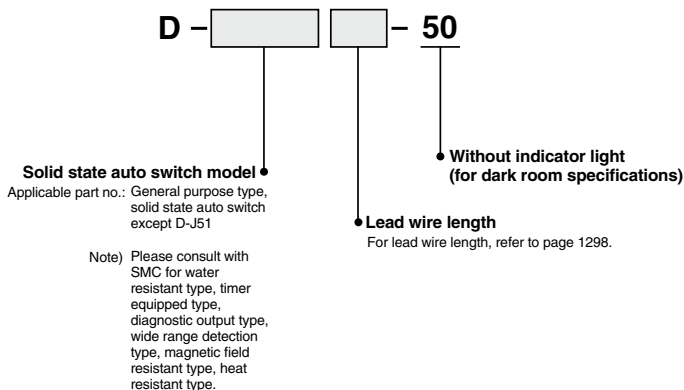 D – – 50
Without indicator light
(for dark room specifications)
Solid state auto switch model
Applicable part no.: General purpose type,
solid state auto switch
except D-J51
Lead wire length
For lead wire length, refer to page 1298.
Note) Please consult with
SMC for water
resistant type, timer
equipped type,
diagnostic output type,
wide range detection
type, magnetic field
resistant type, heat
resistant type.